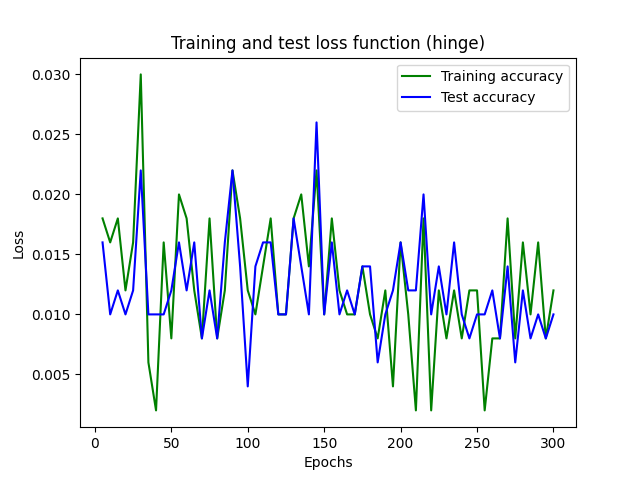 Training and test loss function (hinge)
Training accuracy
Test accuracy
Loss
0.030
0.025
0.020
0.015
0.010
0.005
0
50
100
150
200
250
300
Epochs